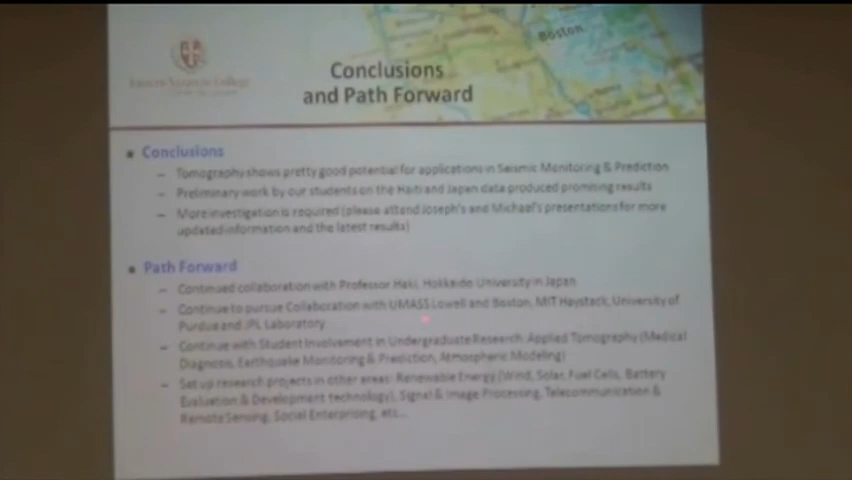 Boston
Eastern Nazarene College
Conclusions
and Path Forward
Conclusions
– Tomography shows pretty good potential for applications in Seismic Monitoring & Prediction
– Preliminary work by our students on the Haiti and Japan data produced promising results
– More investigation is required (please attend Joseph's and Michael's presentations for more
updated information and the latest results)
Path Forward
– Continued collaboration with Professor Heki, Hokkaido University in Japan
– Continue to pursue Collaboration with UMASS Lowell and Boston, MIT Haystack, University of
Purdue and JPL Laboratory
– Continue with Student Involvement in Undergraduate Research: Applied Tomography (Medical
Diagnosis, Earthquake Monitoring & Prediction, Atmospheric Modeling)
– Set up research projects in other areas: Renewable Energy (Wind, Solar, Fuel Cells, Battery
Evaluation & Development technology), Signal & Image Processing, Telecommunication &
Remote Sensing, Social Enterprising, etc...